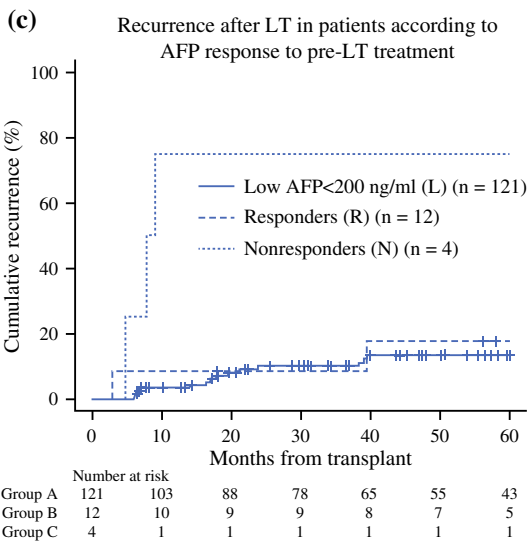 (c)
Recurrence after LT in patients according to
AFP response to pre-LT treatment
Cumulative recurrence (%)
100
80
60
40
20
0
Low AFP<200 ng/ml (L) (n = 121)
Responders (R) (n = 12)
Nonresponders (N) (n = 4)
0 10 20 30 40 50 60
Months from transplant
Number at risk
Group A 121 103 88 78 65 55 43
Group B 12 10 9 9 8 7 5
Group C 4 1 1 1 1 1 1